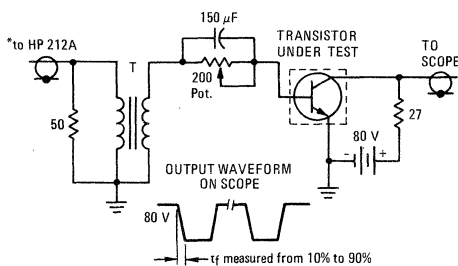 *to HP 212A
150 μF
T
200
Pot.
50
TRANSISTOR
UNDER TEST
TO
SCOPE
27
80 V
- +
OUTPUT WAVEFORM
ON SCOPE
80 V
tf measured from 10% to 90%